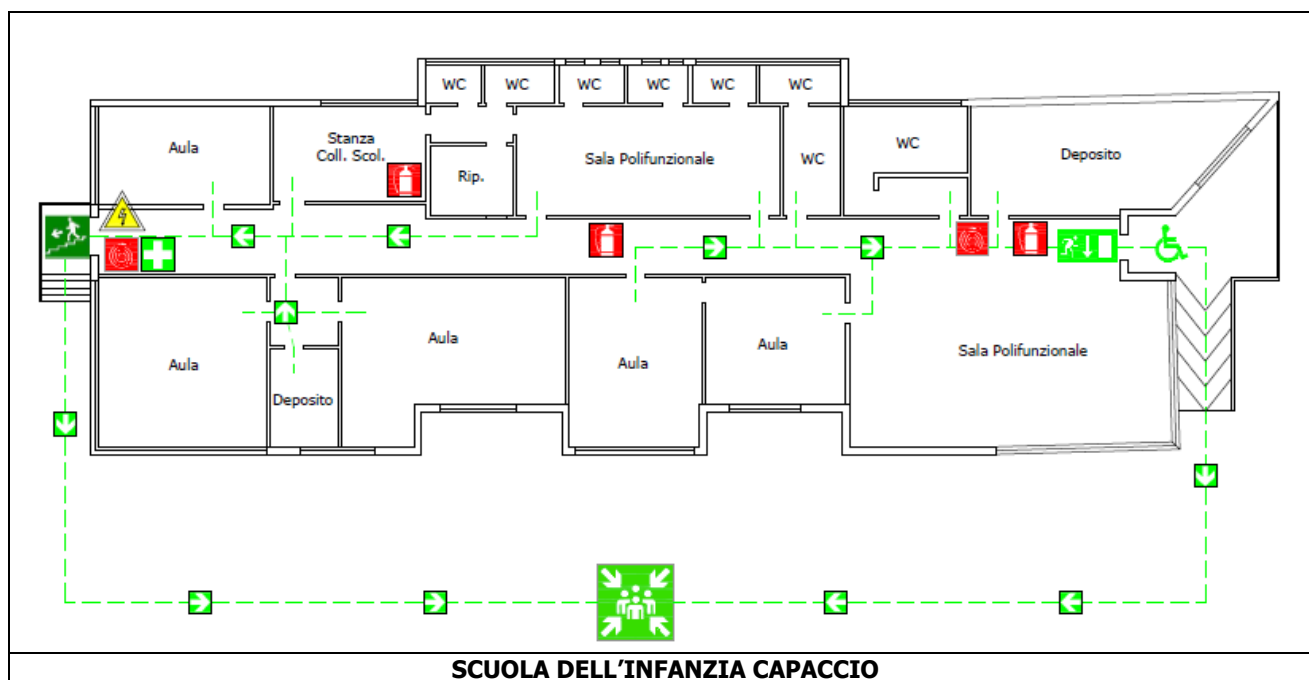 WC
WC
WC
WC
WC
WC
Aula
Stanza
Coll. Scol.
Rip.
Sala Polifunzionale
WC
WC
Deposito
Aula
Deposito
Aula
Aula
Aula
Sala Polifunzionale
SCUOLA DELL’INFANZIA CAPACCIO